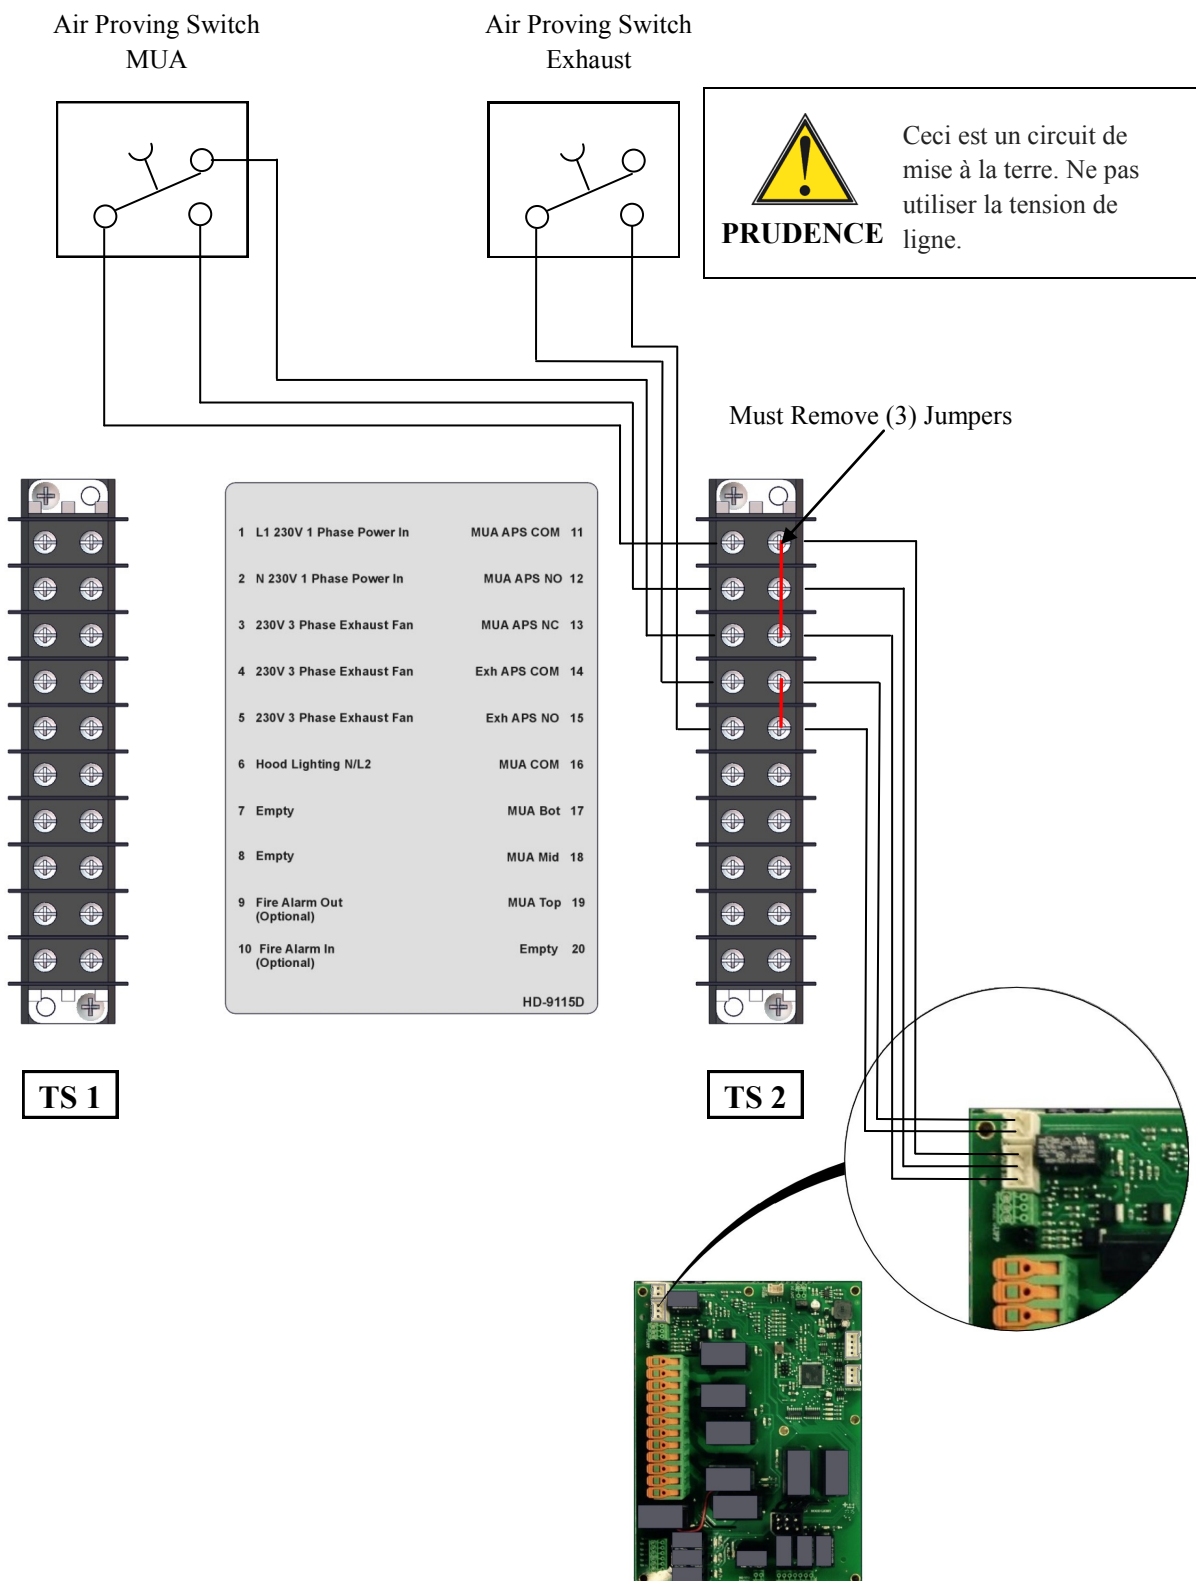 Air Proving Switch
MUA
Air Proving Switch
Exhaust
PRUDENCE
Ceci est un circuit de
mise à la terre. Ne pas
utiliser la tension de
ligne.
Must Remove (3) Jumpers
1 L1 230V 1 Phase Power In
MUA APS COM 11
2 N 230V 1 Phase Power In
MUA APS NO 12
3 230V 3 Phase Exhaust Fan
MUA APS NC 13
4 230V 3 Phase Exhaust Fan
Exh APS COM 14
5 230V 3 Phase Exhaust Fan
Exh APS NO 15
6 Hood Lighting N/L2
MUA COM 16
7 Empty
MUA Bot 17
8 Empty
MUA Mid 18
9 Fire Alarm Out
(Optional)
MUA Top 19
10 Fire Alarm In
(Optional)
Empty 20
HD-9115D
TS 1
TS 2